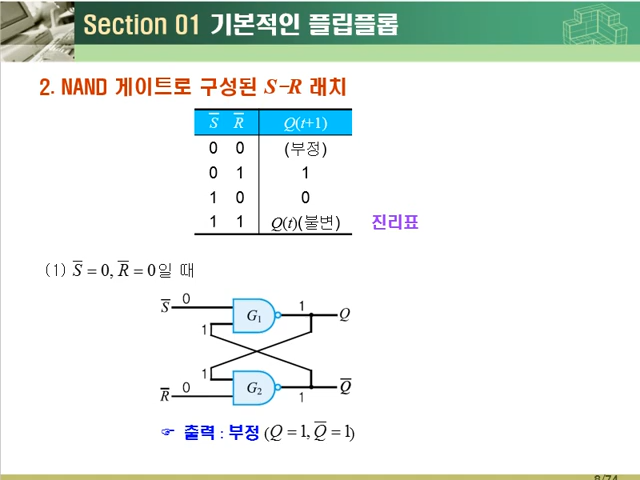 Section 01 기본적인 플립플롭
2. NAND 게이트로 구성된 S-R 래치
S̅ R̅ Q(t+1)
0 0 (부정)
0 1 1
1 0 0
1 1 Q(t)(불변)
진리표
(1) S̅ = 0, R̅ = 0일 때
S̅ 0 G₁ 1 Q
1
1
R̅ 0 G₂ 1 Q̅
☞ 출력 : 부정 (Q = 1, Q̅ = 1)
8/74